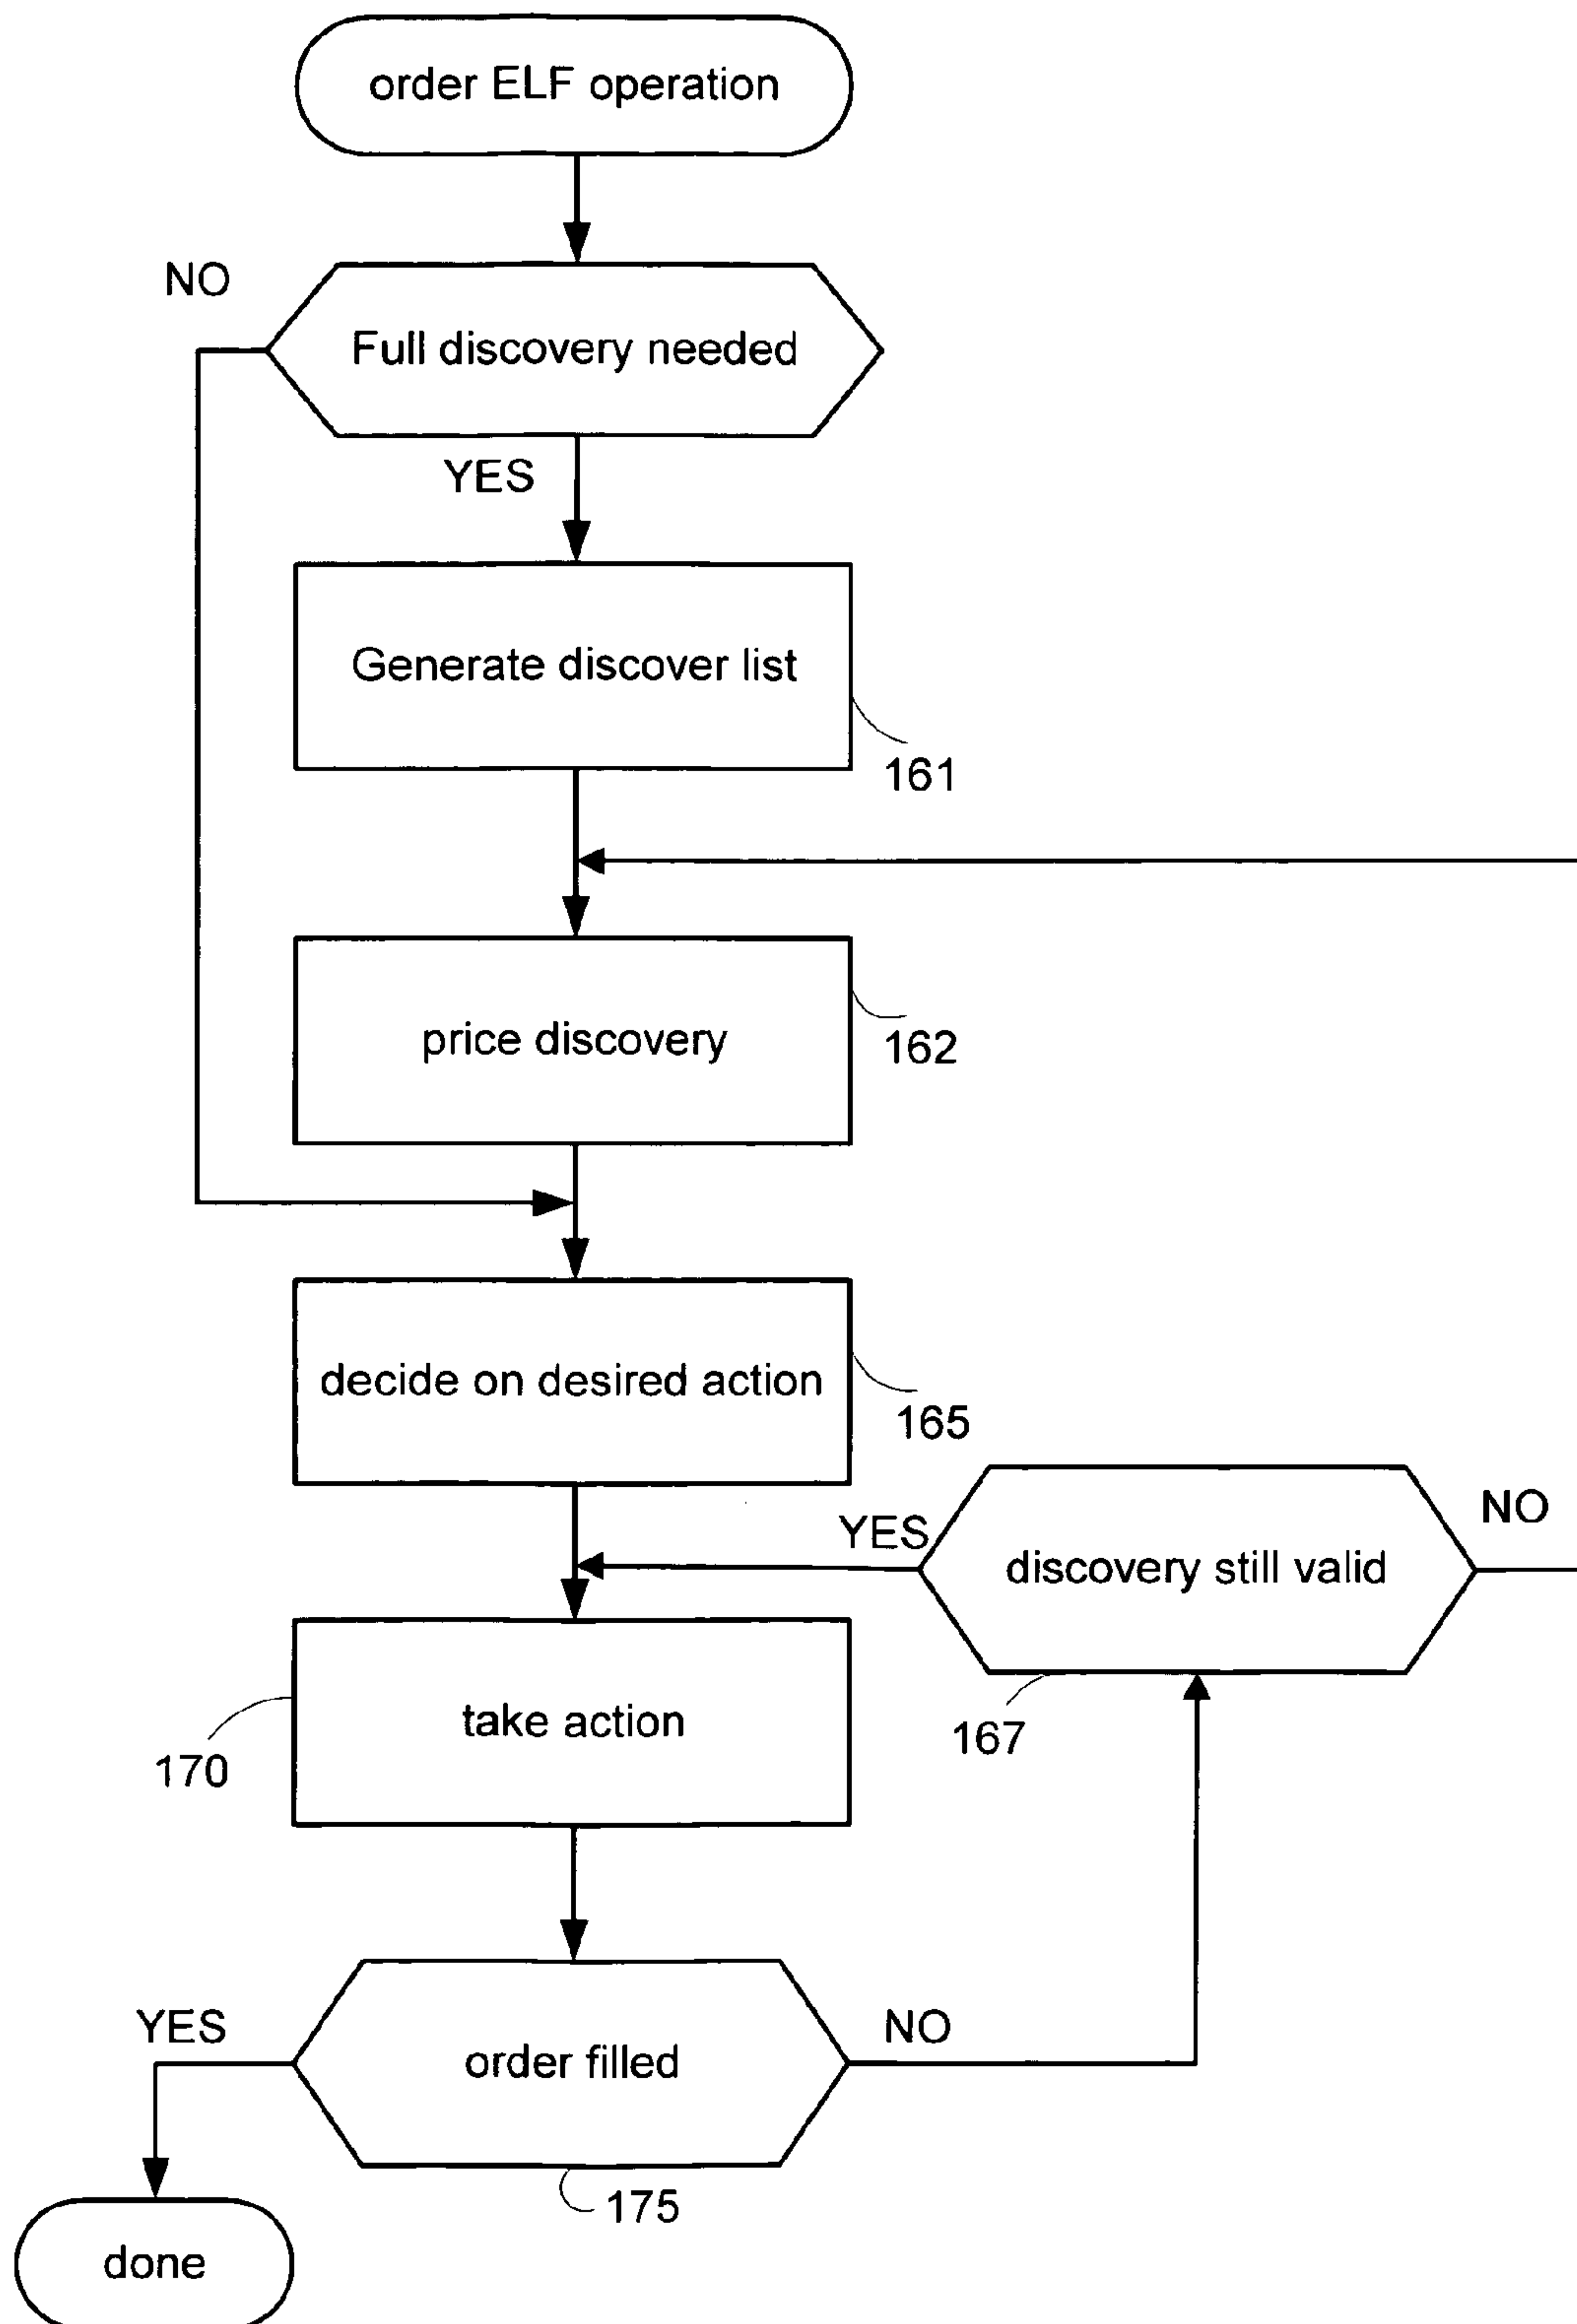 order ELF operation
NO
Full discovery needed
YES
Generate discover list
161
price discovery
162
decide on desired action
165
YES
discovery still valid
NO
take action
167
170
YES
order filled
NO
175
done